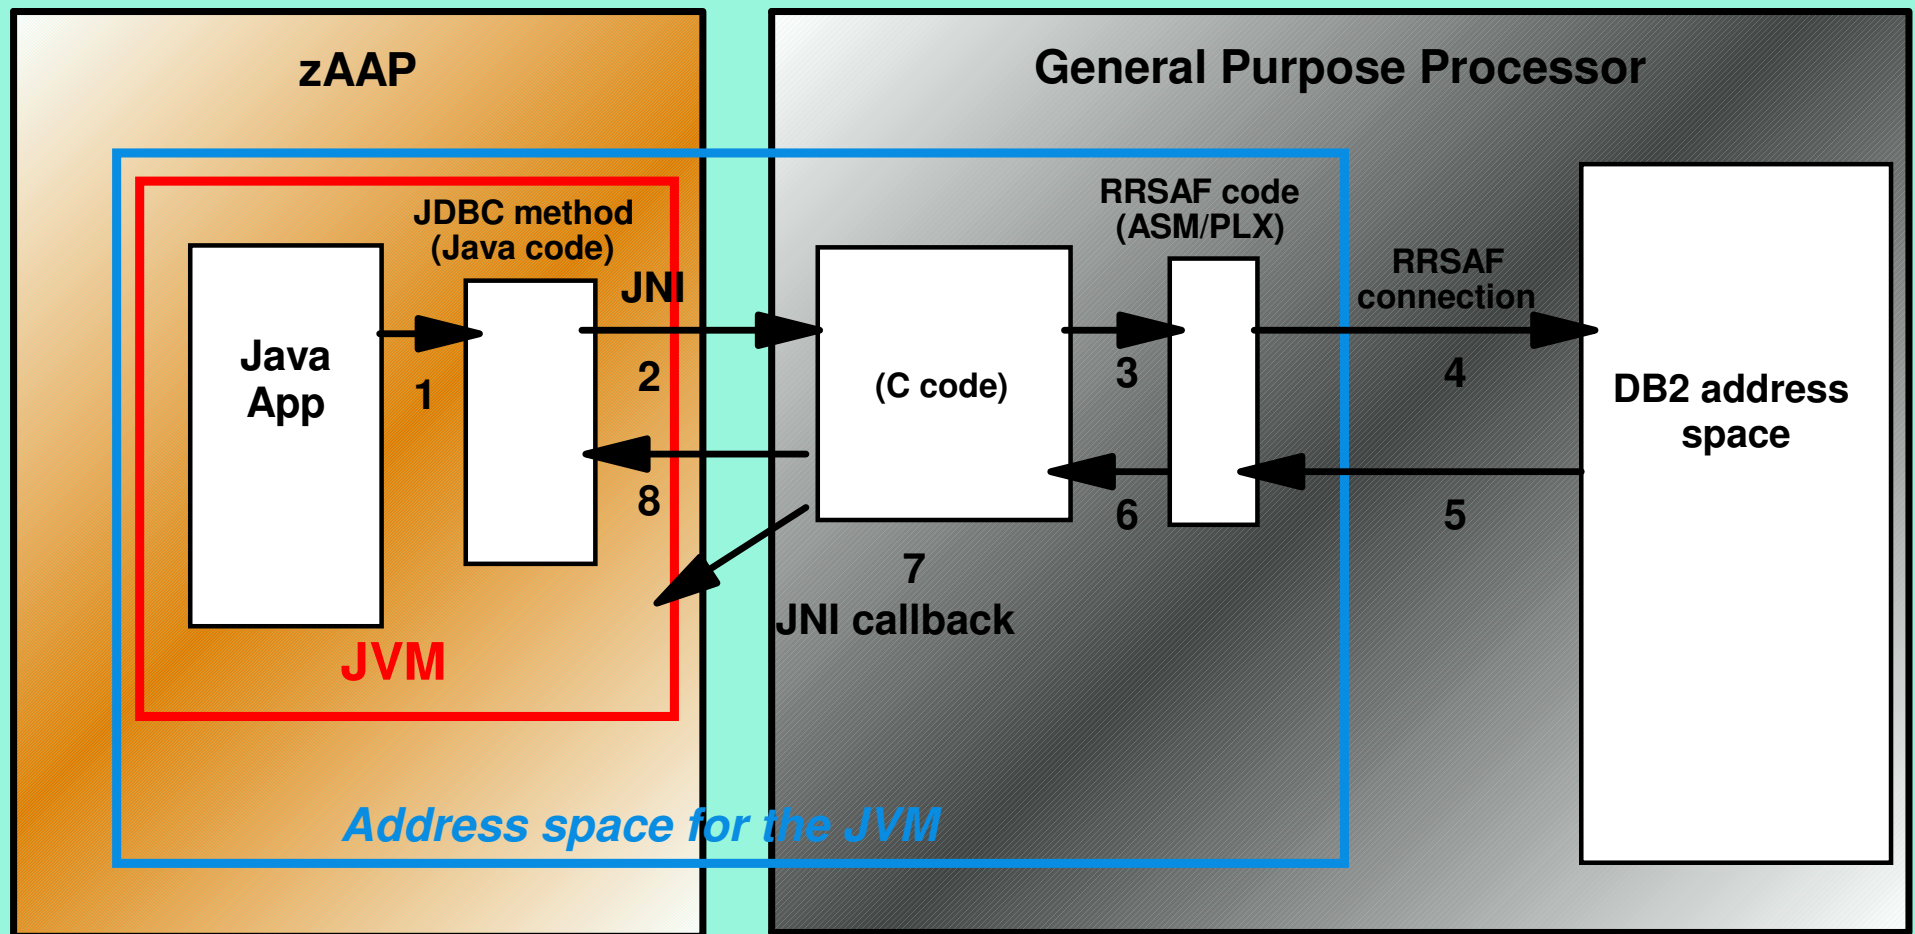 zAAP
General Purpose Processor
JDBC method
(Java code)
JNI
RRSAF code
(ASM/PLX)
RRSAF
connection
Java
App
1
2
(C code)
3
4
DB2 address
space
8
6
5
7
JNI callback
JVM
Address space for the JVM